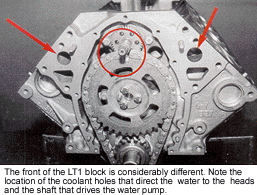 The front of the LT1 block is considerably different. Note the
location of the coolant holes that direct the water to the heads
and the shaft that drives the water pump.